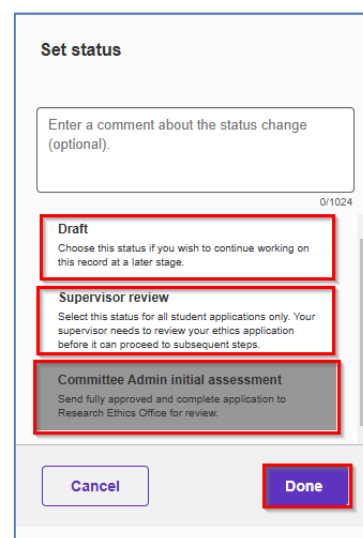 Set status
Enter a comment about the status change
(optional).
0/1024
Draft
Choose this status if you wish to continue working on
this record at a later stage.
Supervisor review
Select this status for all student applications only. Your
supervisor needs to review your ethics application
before it can proceed to subsequent steps.
Committee Admin initial assessment
Send fully approved and complete application to
Research Ethics Office for review.
Cancel
Done